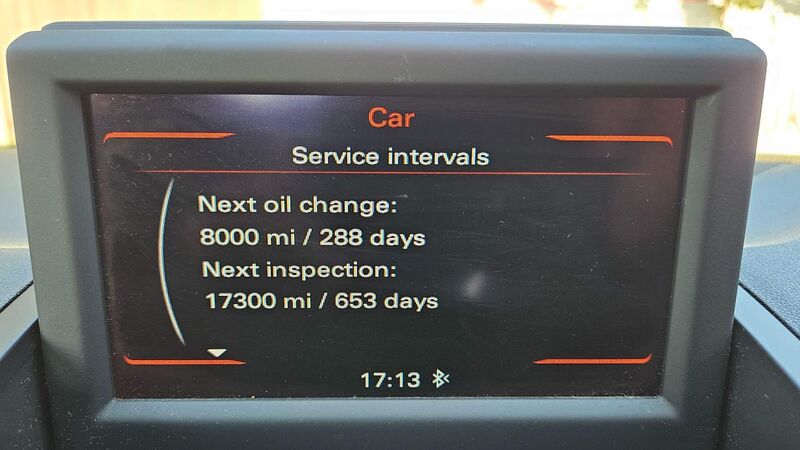 Car
Service intervals
Next oil change:
8000 mi / 288 days
Next inspection:
17300 mi / 653 days
17:13